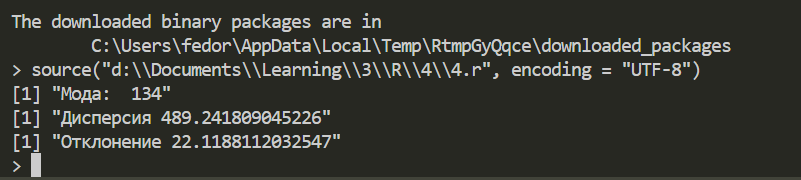 The downloaded binary packages are in
C:\Users\fedor\AppData\Local\Temp\RtmpGyQqce\downloaded_packages
> source("d:\\Documents\\Learning\\3\\R\\4\\4.r", encoding = "UTF-8")
[1] "Мода:  134"
[1] "Дисперсия 489.241809045226"
[1] "Отклонение 22.1188112032547"
>